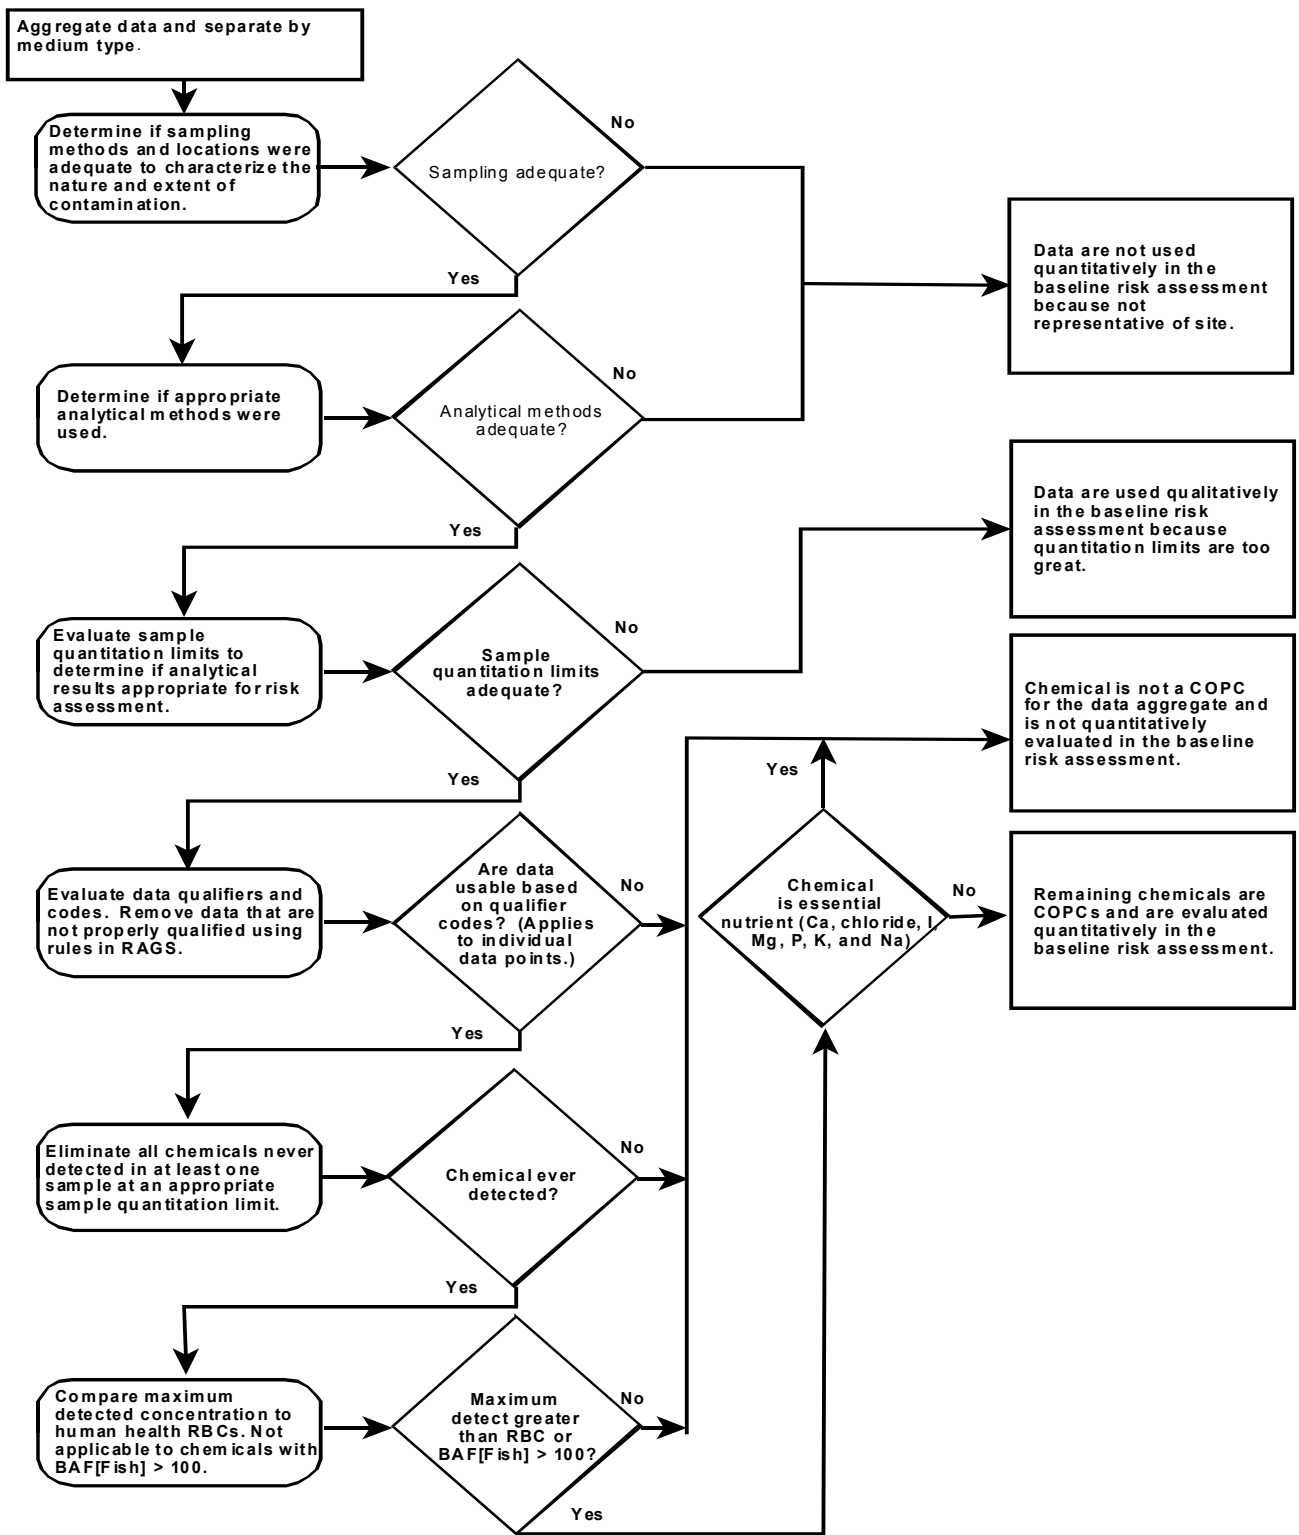 Aggregate data and separate by
medium type.
Determine if sampling
methods and locations were
adequate to characterize the
nature and extent of
contamination.
Sampling adequate?
No
Yes
Data are not used
quantitatively in the
baseline risk assessment
because not
representative of site.
Determine if appropriate
analytical methods were
used.
Analytical methods
adequate?
No
Yes
Data are used qualitatively
in the baseline risk
assessment because
quantitation limits are too
great.
Evaluate sample
quantitation limits to
determine if analytical
results appropriate for risk
assessment.
Sample
quantitation limits
adequate?
No
Yes
Chemical is not a COPC
for the data aggregate and
is not quantitatively
evaluated in the baseline
risk assessment.
Evaluate data qualifiers and
codes. Remove data that are
not properly qualified using
rules in RAGS.
Are data
usable based
on qualifier
codes? (Applies
to individual
data points.)
No
Yes
Chemical
is essential
nutrient (Ca, chloride, I,
Mg, P, K, and Na)
Yes
No
Remaining chemicals are
COPCs and are evaluated
quantitatively in the
baseline risk assessment.
Eliminate all chemicals never
detected in at least one
sample at an appropriate
sample quantitation limit.
Chemical ever
detected?
No
Yes
Compare maximum
detected concentration to
human health RBCs. Not
applicable to chemicals with
BAF[Fish] > 100.
Maximum
detect greater
than RBC or
BAF[Fish] > 100?
No
Yes